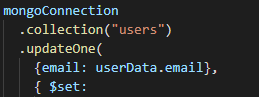 mongoConnection
.collection("users")
.updateOne(
{email: userData.email},
{ $set: